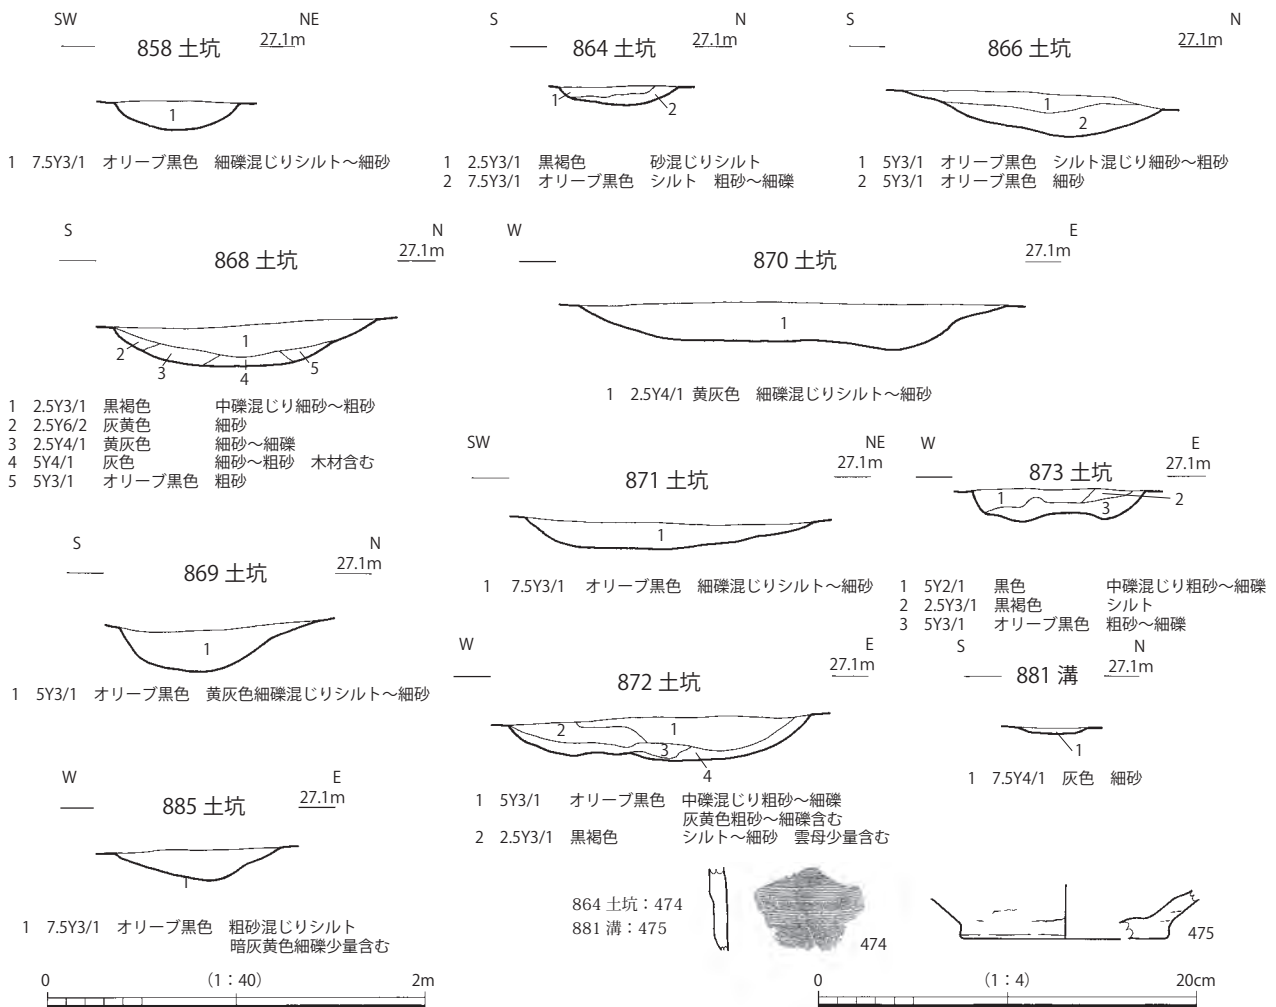 SW NE
858 土坑 27.1m
1
1 7.5Y3/1 オリーブ黒色 細礫混じりシルト～細砂
S N
864 土坑 27.1m
1 2
1 2.5Y3/1 黒褐色 砂混じりシルト
2 7.5Y3/1 オリーブ黒色 シルト 粗砂～細礫
S N
866 土坑 27.1m
1
2
1 5Y3/1 オリーブ黒色 シルト混じり細砂～粗砂
2 5Y3/1 オリーブ黒色 細砂
S N
868 土坑 27.1m
1
2 3 4 5
1 2.5Y3/1 黒褐色 中礫混じり細砂～粗砂
2 2.5Y6/2 灰黄色 細砂
3 2.5Y4/1 黄灰色 細砂～細礫
4 5Y4/1 灰色 細砂～粗砂 木材含む
5 5Y3/1 オリーブ黒色 粗砂
W E
870 土坑 27.1m
1
1 2.5Y4/1 黄灰色 細礫混じりシルト～細砂
SW NE
871 土坑 27.1m
1
1 7.5Y3/1 オリーブ黒色 細礫混じりシルト～細砂
W E
873 土坑 27.1m
1 2
3
1 5Y2/1 黒色 中礫混じり粗砂～細礫
2 2.5Y3/1 黒褐色 シルト
3 5Y3/1 オリーブ黒色 粗砂～細礫
S N
869 土坑 27.1m
1
1 5Y3/1 オリーブ黒色 黄灰色細礫混じりシルト～細砂
W E
872 土坑 27.1m
2 1
3
4
1 5Y3/1 オリーブ黒色 中礫混じり粗砂～細礫
灰黄色粗砂～細礫含む
2 2.5Y3/1 黒褐色 シルト～細砂 雲母少量含む
S N
881 溝 27.1m
1
1 7.5Y4/1 灰色 細砂
W E
885 土坑 27.1m
1
1 7.5Y3/1 オリーブ黒色 粗砂混じりシルト
暗灰黄色細礫少量含む
864 土坑：474
881 溝：475
474
475
0 (1：40) 2m
0 (1：4) 20cm